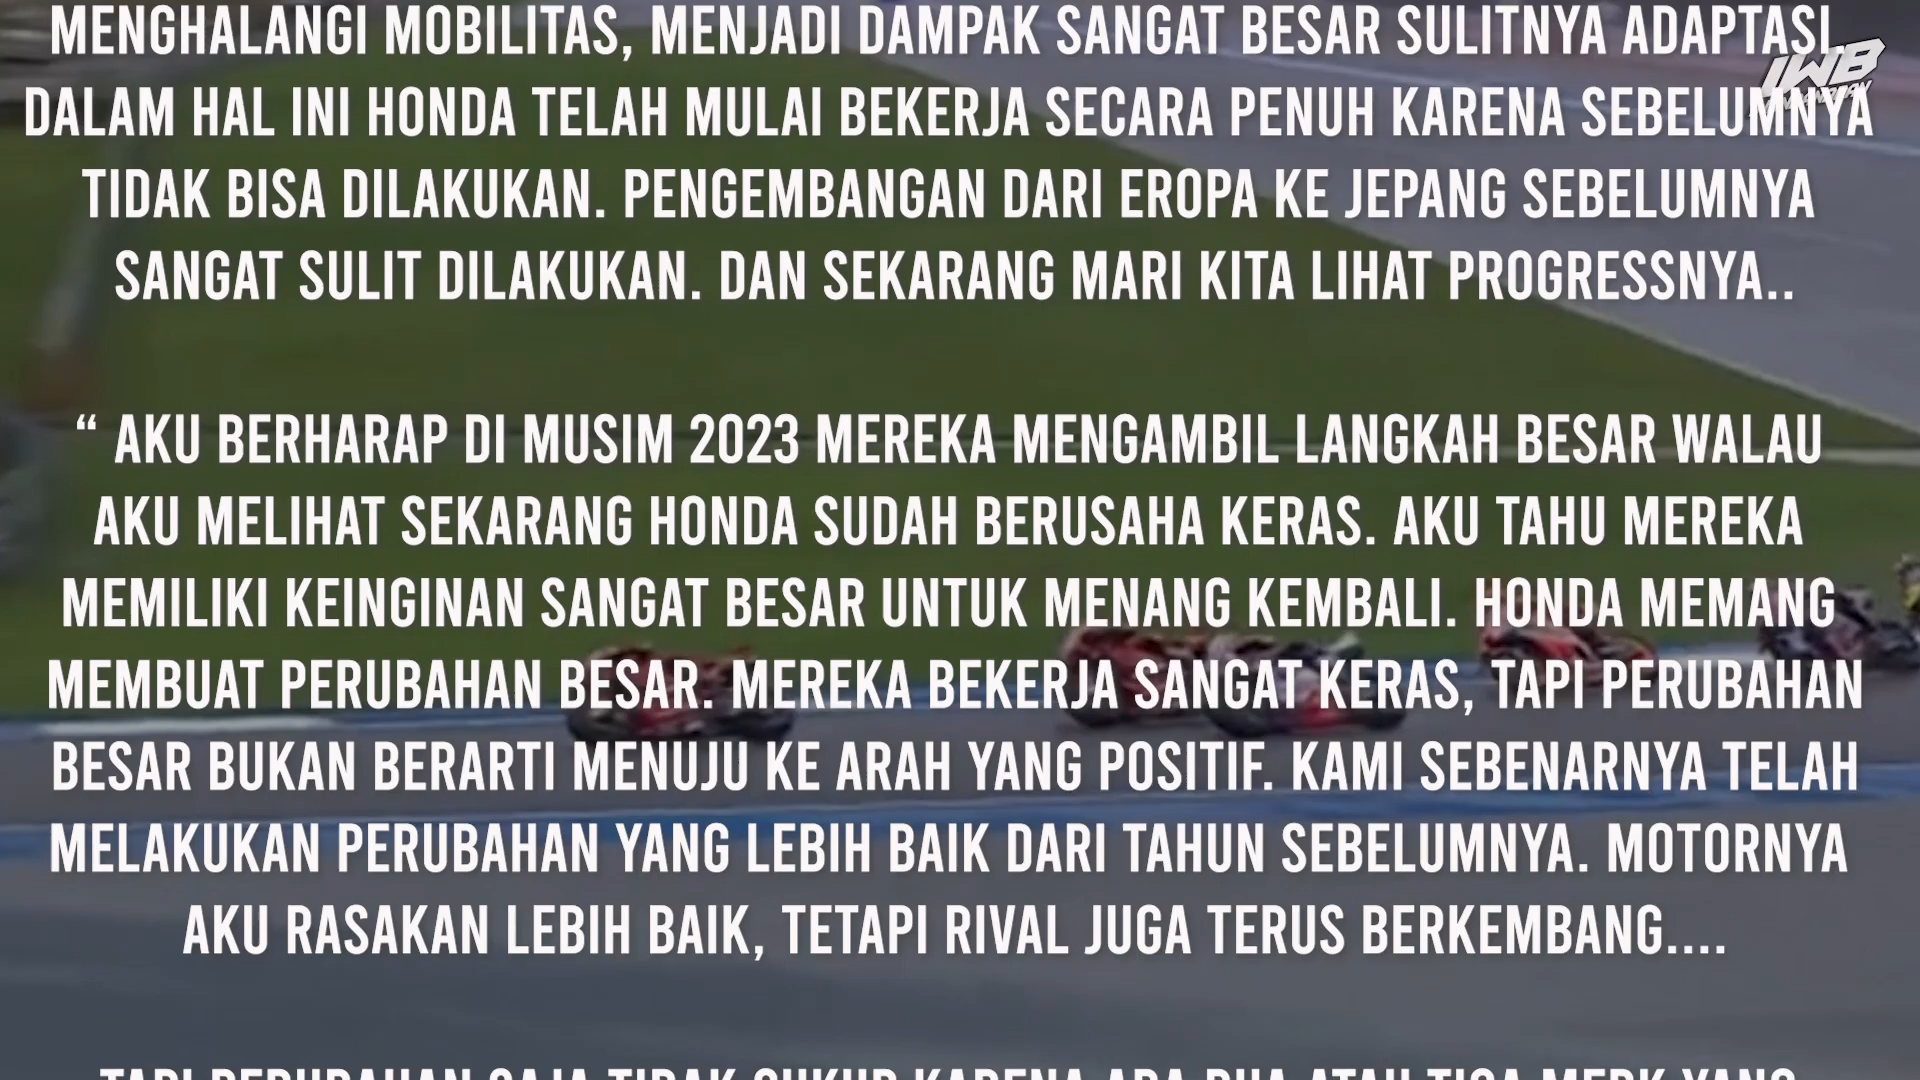 MENGHALANGI MOBILITAS, MENJADI DAMPAK SANGAT BESAR SULITNYA ADAPTASI.
IWB
DALAM HAL INI HONDA TELAH MULAI BEKERJA SECARA PENUH KARENA SEBELUMNYA
TIDAK BISA DILAKUKAN. PENGEMBANGAN DARI EROPA KE JEPANG SEBELUMNYA
SANGAT SULIT DILAKUKAN. DAN SEKARANG MARI KITA LIHAT PROGRESSNYA..
“ AKU BERHARAP DI MUSIM 2023 MEREKA MENGAMBIL LANGKAH BESAR WALAU
AKU MELIHAT SEKARANG HONDA SUDAH BERUSAHA KERAS. AKU TAHU MEREKA
MEMILIKI KEINGINAN SANGAT BESAR UNTUK MENANG KEMBALI. HONDA MEMANG
MEMBUAT PERUBAHAN BESAR. MEREKA BEKERJA SANGAT KERAS, TAPI PERUBAHAN
BESAR BUKAN BERARTI MENUJU KE ARAH YANG POSITIF. KAMI SEBENARNYA TELAH
MELAKUKAN PERUBAHAN YANG LEBIH BAIK DARI TAHUN SEBELUMNYA. MOTORNYA
AKU RASAKAN LEBIH BAIK, TETAPI RIVAL JUGA TERUS BERKEMBANG....
TAPI PERUBAHAN SAJA TIDAK CUKUP KARENA ADA DUA ATAU TIGA MERK YANG